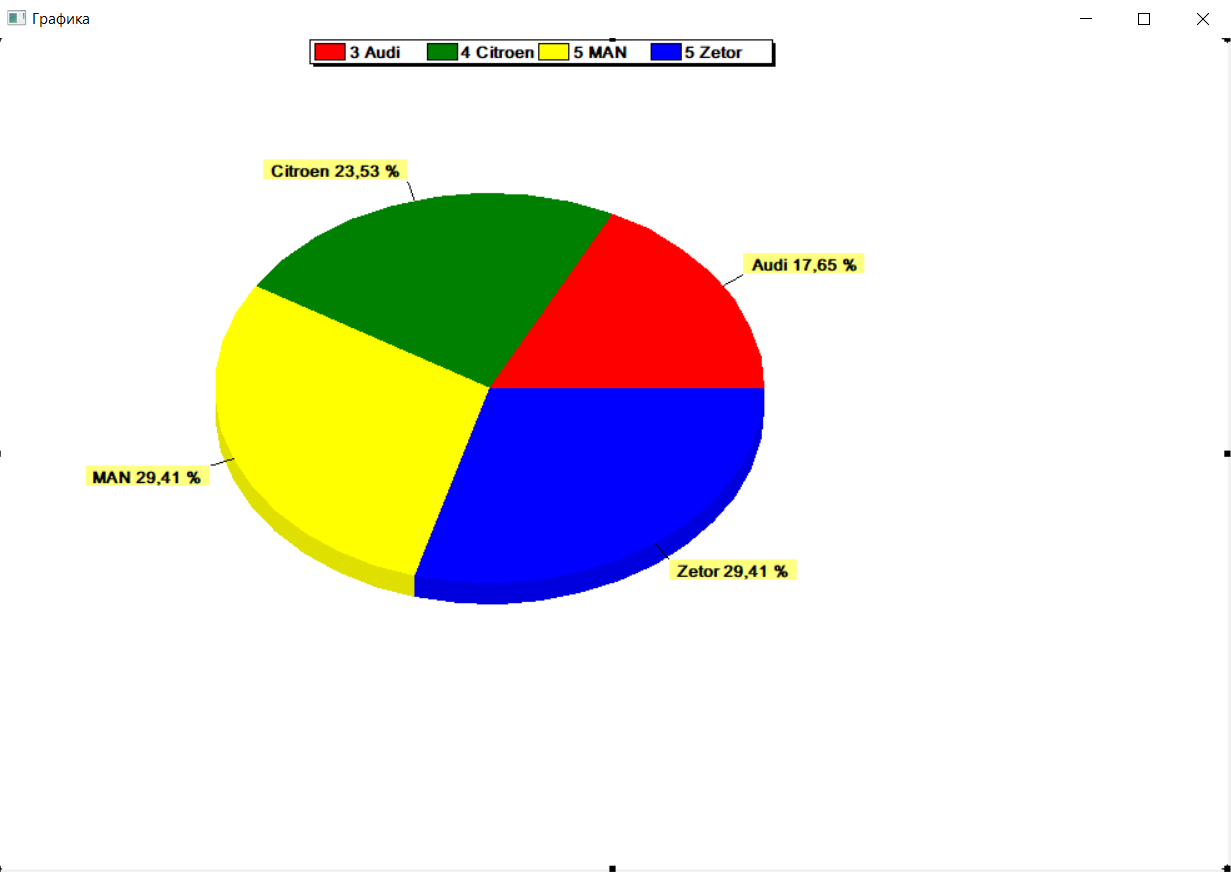 Графика
3 Audi 4 Citroen 5 MAN 5 Zetor
Citroen 23,53 %
Audi 17,65 %
MAN 29,41 %
Zetor 29,41 %